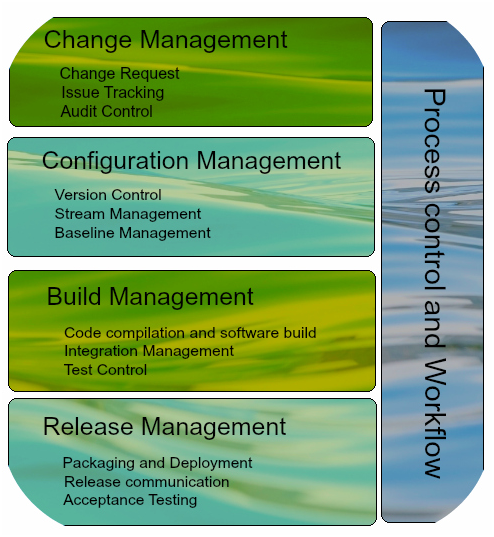 Change Management
Change Request
Issue Tracking
Audit Control
Configuration Management
Version Control
Stream Management
Baseline Management
Build Management
Code compilation and software build
Integration Management
Test Control
Release Management
Packaging and Deployment
Release communication
Acceptance Testing
Process control and Workflow